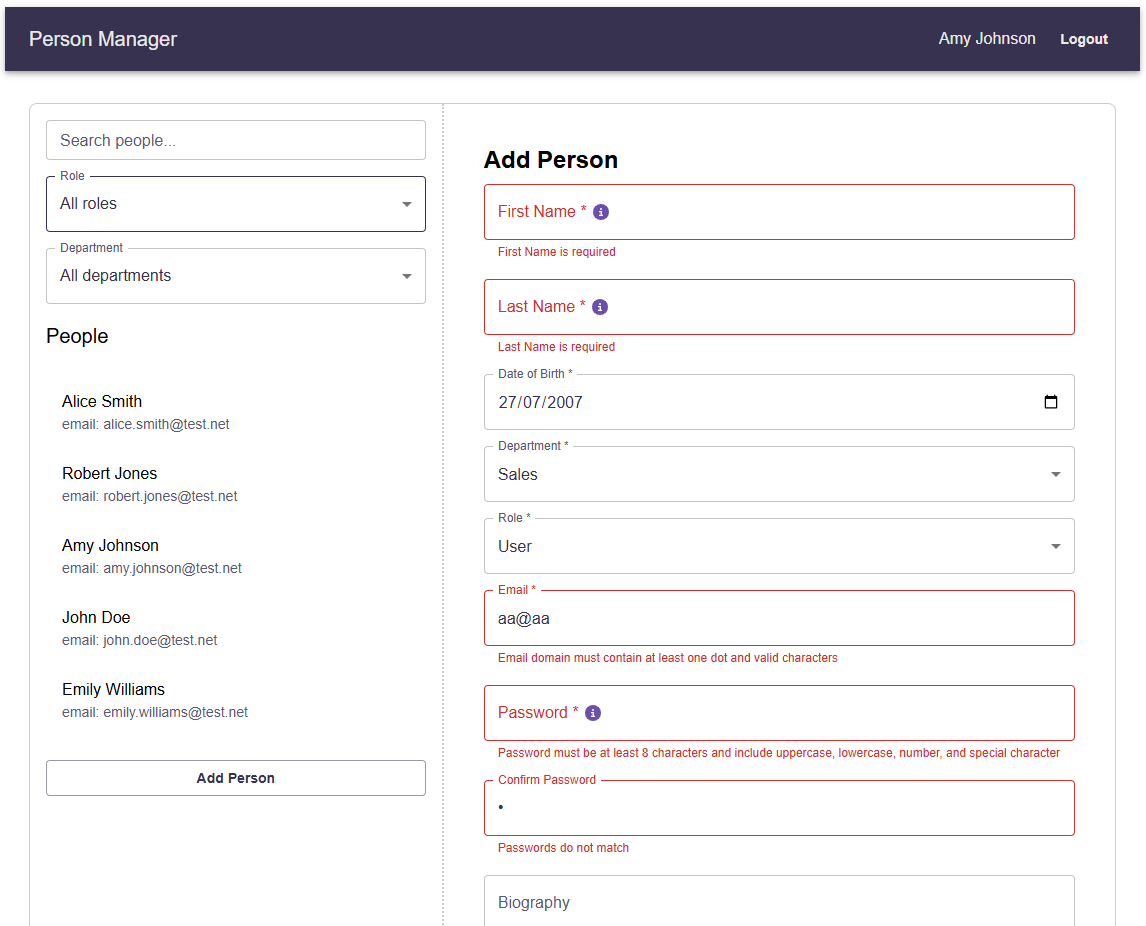 Person Manager
Amy Johnson
Logout
Search people...
Role
All roles
Department
All departments
People
Alice Smith
email: alice.smith@test.net
Robert Jones
email: robert.jones@test.net
Amy Johnson
email: amy.johnson@test.net
John Doe
email: john.doe@test.net
Emily Williams
email: emily.williams@test.net
Add Person
Add Person
First Name *
First Name is required
Last Name *
Last Name is required
Date of Birth *
27/07/2007
Department *
Sales
Role *
User
Email *
aa@aa
Email domain must contain at least one dot and valid characters
Password *
Password must be at least 8 characters and include uppercase, lowercase, number, and special character
Confirm Password
•
Passwords do not match
Biography